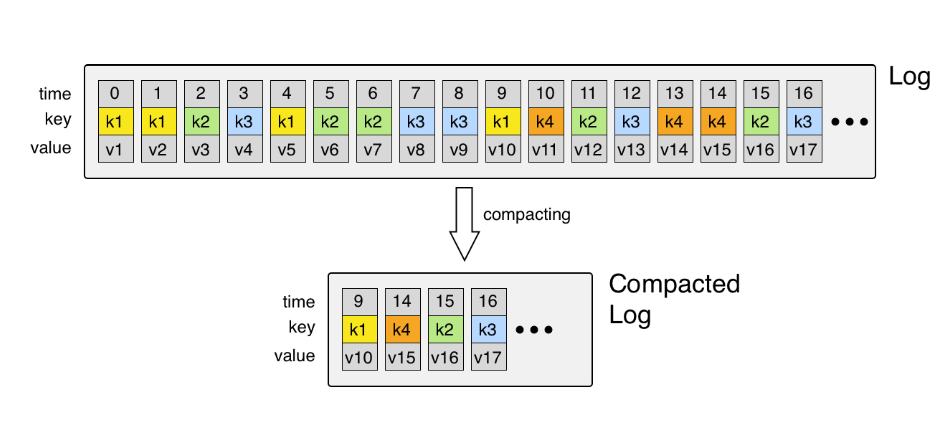 Log
time 0 1 2 3 4 5 6 7 8 9 10 11 12 13 14 15 16
key k1 k1 k2 k3 k1 k2 k2 k3 k3 k1 k4 k2 k3 k4 k4 k2 k3 •••
value v1 v2 v3 v4 v5 v6 v7 v8 v9 v10 v11 v12 v13 v14 v15 v16 v17
compacting
Compacted
Log
time 9 14 15 16
key k1 k4 k2 k3 •••
value v10 v15 v16 v17